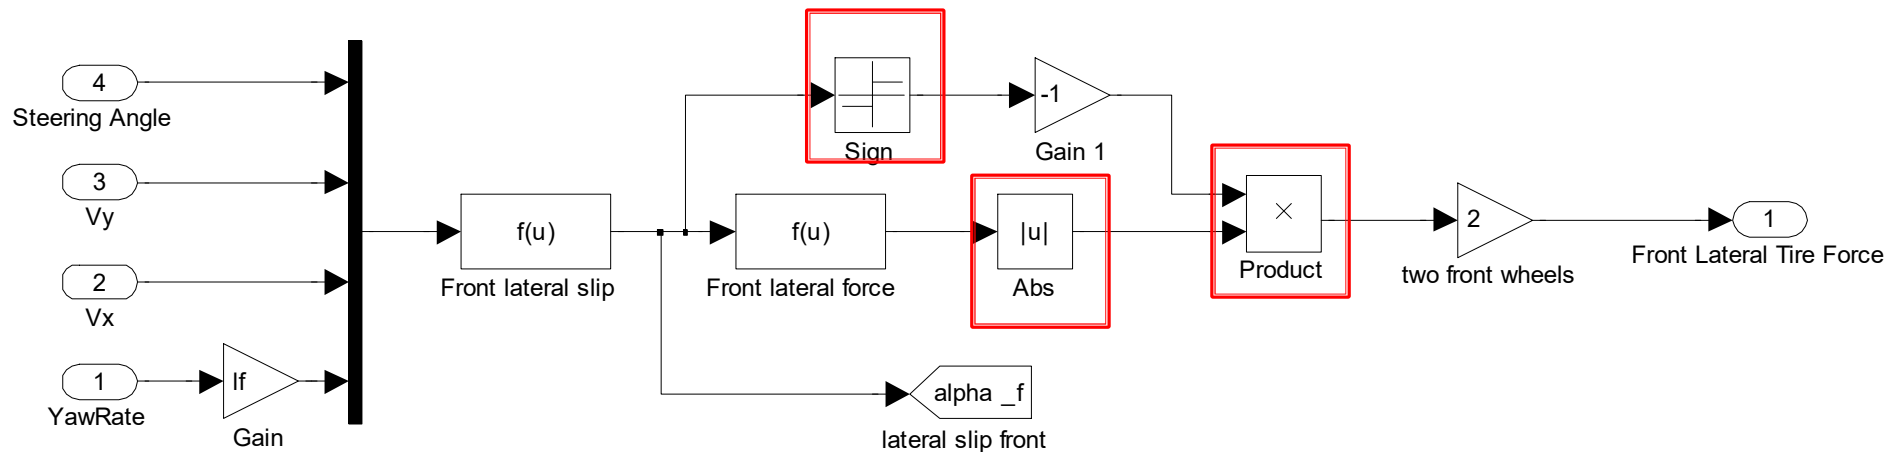 4
Steering Angle
3
Vy
2
Vx
1
YawRate
lf
Gain
f(u)
Front lateral slip
Sign
-1
Gain 1
f(u)
Front lateral force
|u|
Abs
alpha _f
lateral slip front
×
Product
2
two front wheels
1
Front Lateral Tire Force